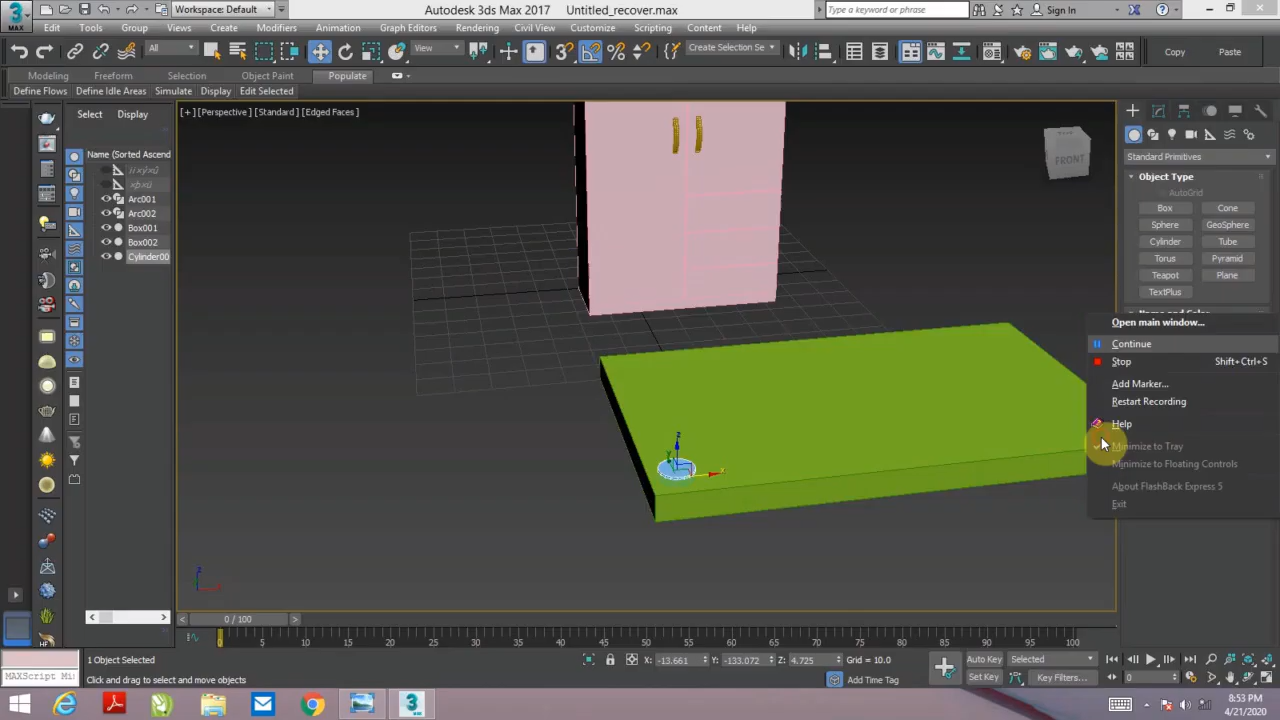 Workspace: Default
Autodesk 3ds Max 2017 Untitled_recover.max
Type a keyword or phrase
Sign In
MAX
Edit Tools Group Views Create Modifiers Animation Graph Editors Rendering Civil View Customize Scripting Content Help
All
View
3
Create Selection Se
Copy Paste
Modeling Freeform Selection Object Paint Populate
Define Flows Define Idle Areas Simulate Display Edit Selected
Select Display
[+] [Perspective] [Standard] [Edged Faces]
FRONT
Name (Sorted Ascend
Arc001
Arc002
Box001
Box002
Cylinder00
Standard Primitives
Object Type
AutoGrid
Box Cone
Sphere GeoSphere
Cylinder Tube
Torus Pyramid
Teapot Plane
TextPlus
Name and Color
Open main window...
Continue
Stop Shift+Ctrl+S
Add Marker...
Restart Recording
Help
Minimize to Tray
Minimize to Floating Controls
About FlashBack Express 5
Exit
z
y
x
z
0 / 100
0 5 10 15 20 25 30 35 40 45 50 55 60 65 70 75 80 85 90 95 100
1 Object Selected
X: -13.661 Y: -133.072 Z: 4.725 Grid = 10.0
Auto Key Selected
MAXScript Mi
Click and drag to select and move objects
Add Time Tag
Set Key Key Filters...
0
8:53 PM
4/21/2020